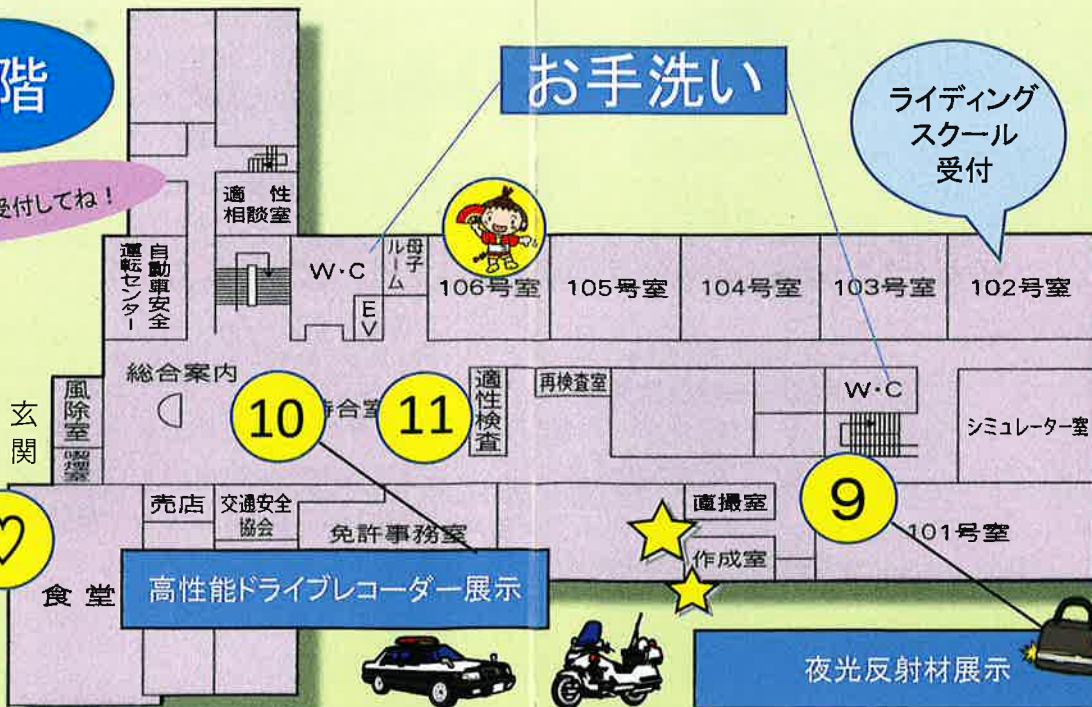 階
受付してね！
お手洗い
ライディング
スクール
受付
適性
相談室
自動車安全
運転センター
W・C
母子
ルーム
EV
106号室
105号室
104号室
103号室
102号室
総合案内
風除室
玄関
喫煙室
10
待合室
11
適性検査
再検査室
W・C
シミュレーター室
売店
交通安全
協会
免許事務室
直撮室
作成室
9
101号室
食堂
高性能ドライブレコーダー展示
夜光反射材展示